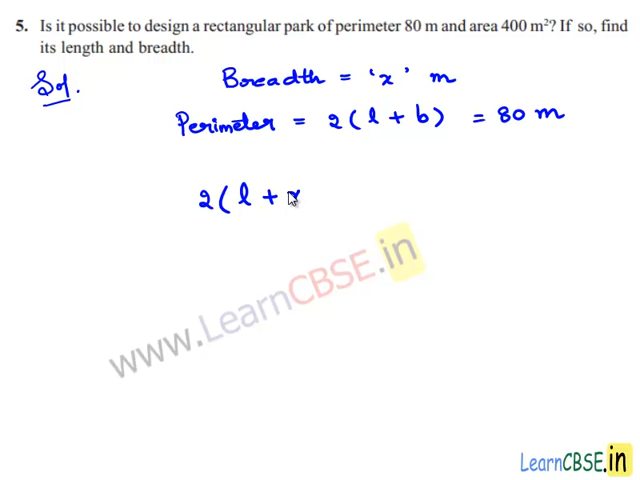 5. Is it possible to design a rectangular park of perimeter 80 m and area 400 m²? If so, find
its length and breadth.
Sol.
Breadth = 'x' m
Perimeter = 2 ( l + b) = 80 m
2 ( l + x
www.LearnCBSE.in
LearnCBSE.in